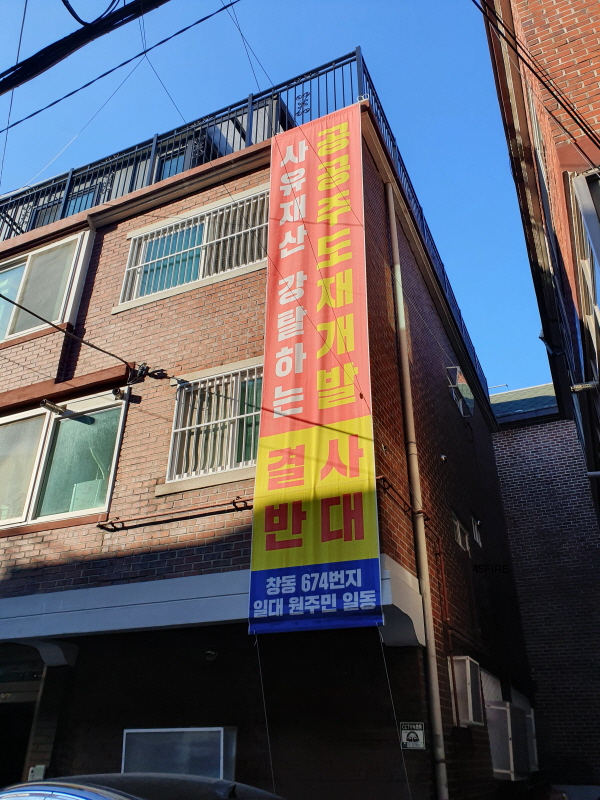 사유재산 강탈하는
공공주도재개발
결사
반대
창동 674번지
일대 원주민 일동